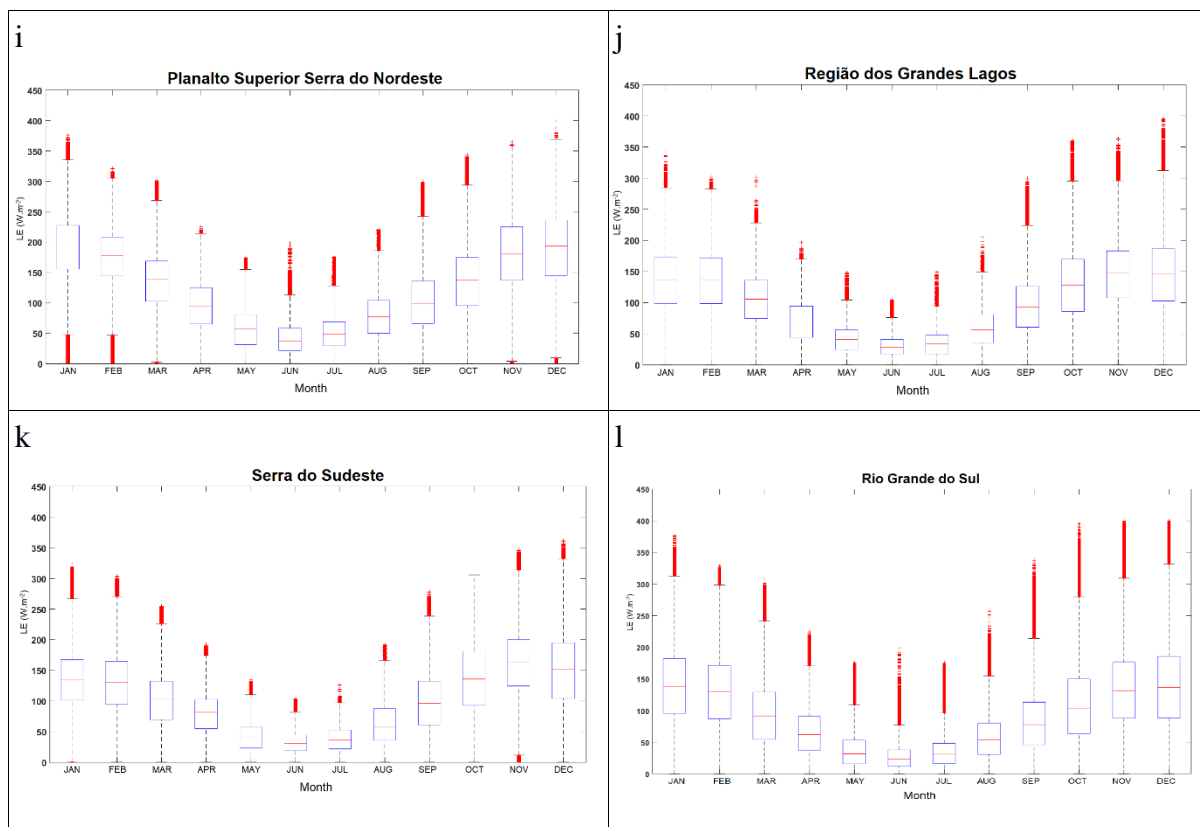 i
Planalto Superior Serra do Nordeste
450
400
350
300
250
200
150
100
50
0
LE (W.m⁻²)
JAN FEB MAR APR MAY JUN JUL AUG SEP OCT NOV DEC
Month
j
Região dos Grandes Lagos
450
400
350
300
250
200
150
100
50
0
LE (W.m⁻²)
JAN FEB MAR APR MAY JUN JUL AUG SEP OCT NOV DEC
Month
k
Serra do Sudeste
450
400
350
300
250
200
150
100
50
0
LE (W.m⁻²)
JAN FEB MAR APR MAY JUN JUL AUG SEP OCT NOV DEC
Month
l
Rio Grande do Sul
450
400
350
300
250
200
150
100
50
0
LE (W.m⁻²)
JAN FEB MAR APR MAY JUN JUL AUG SEP OCT NOV DEC
Month